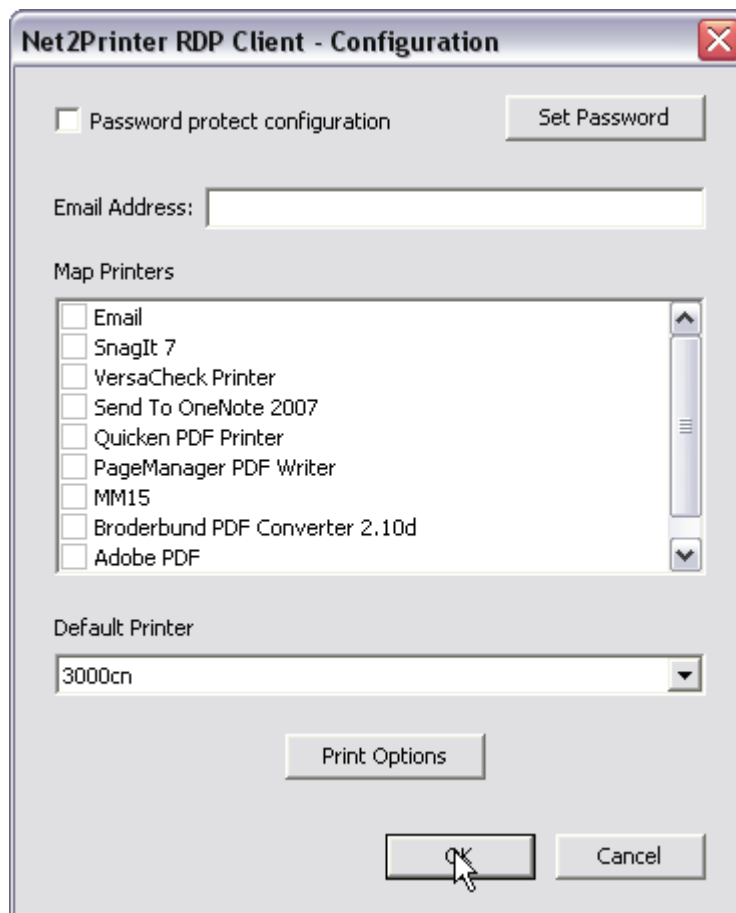 Net2Printer RDP Client - Configuration
Password protect configuration
Set Password
Email Address:
Map Printers
Email
SnagIt 7
VersaCheck Printer
Send To OneNote 2007
Quicken PDF Printer
PageManager PDF Writer
MM15
Broderbund PDF Converter 2.10d
Adobe PDF
Default Printer
3000cn
Print Options
OK
Cancel